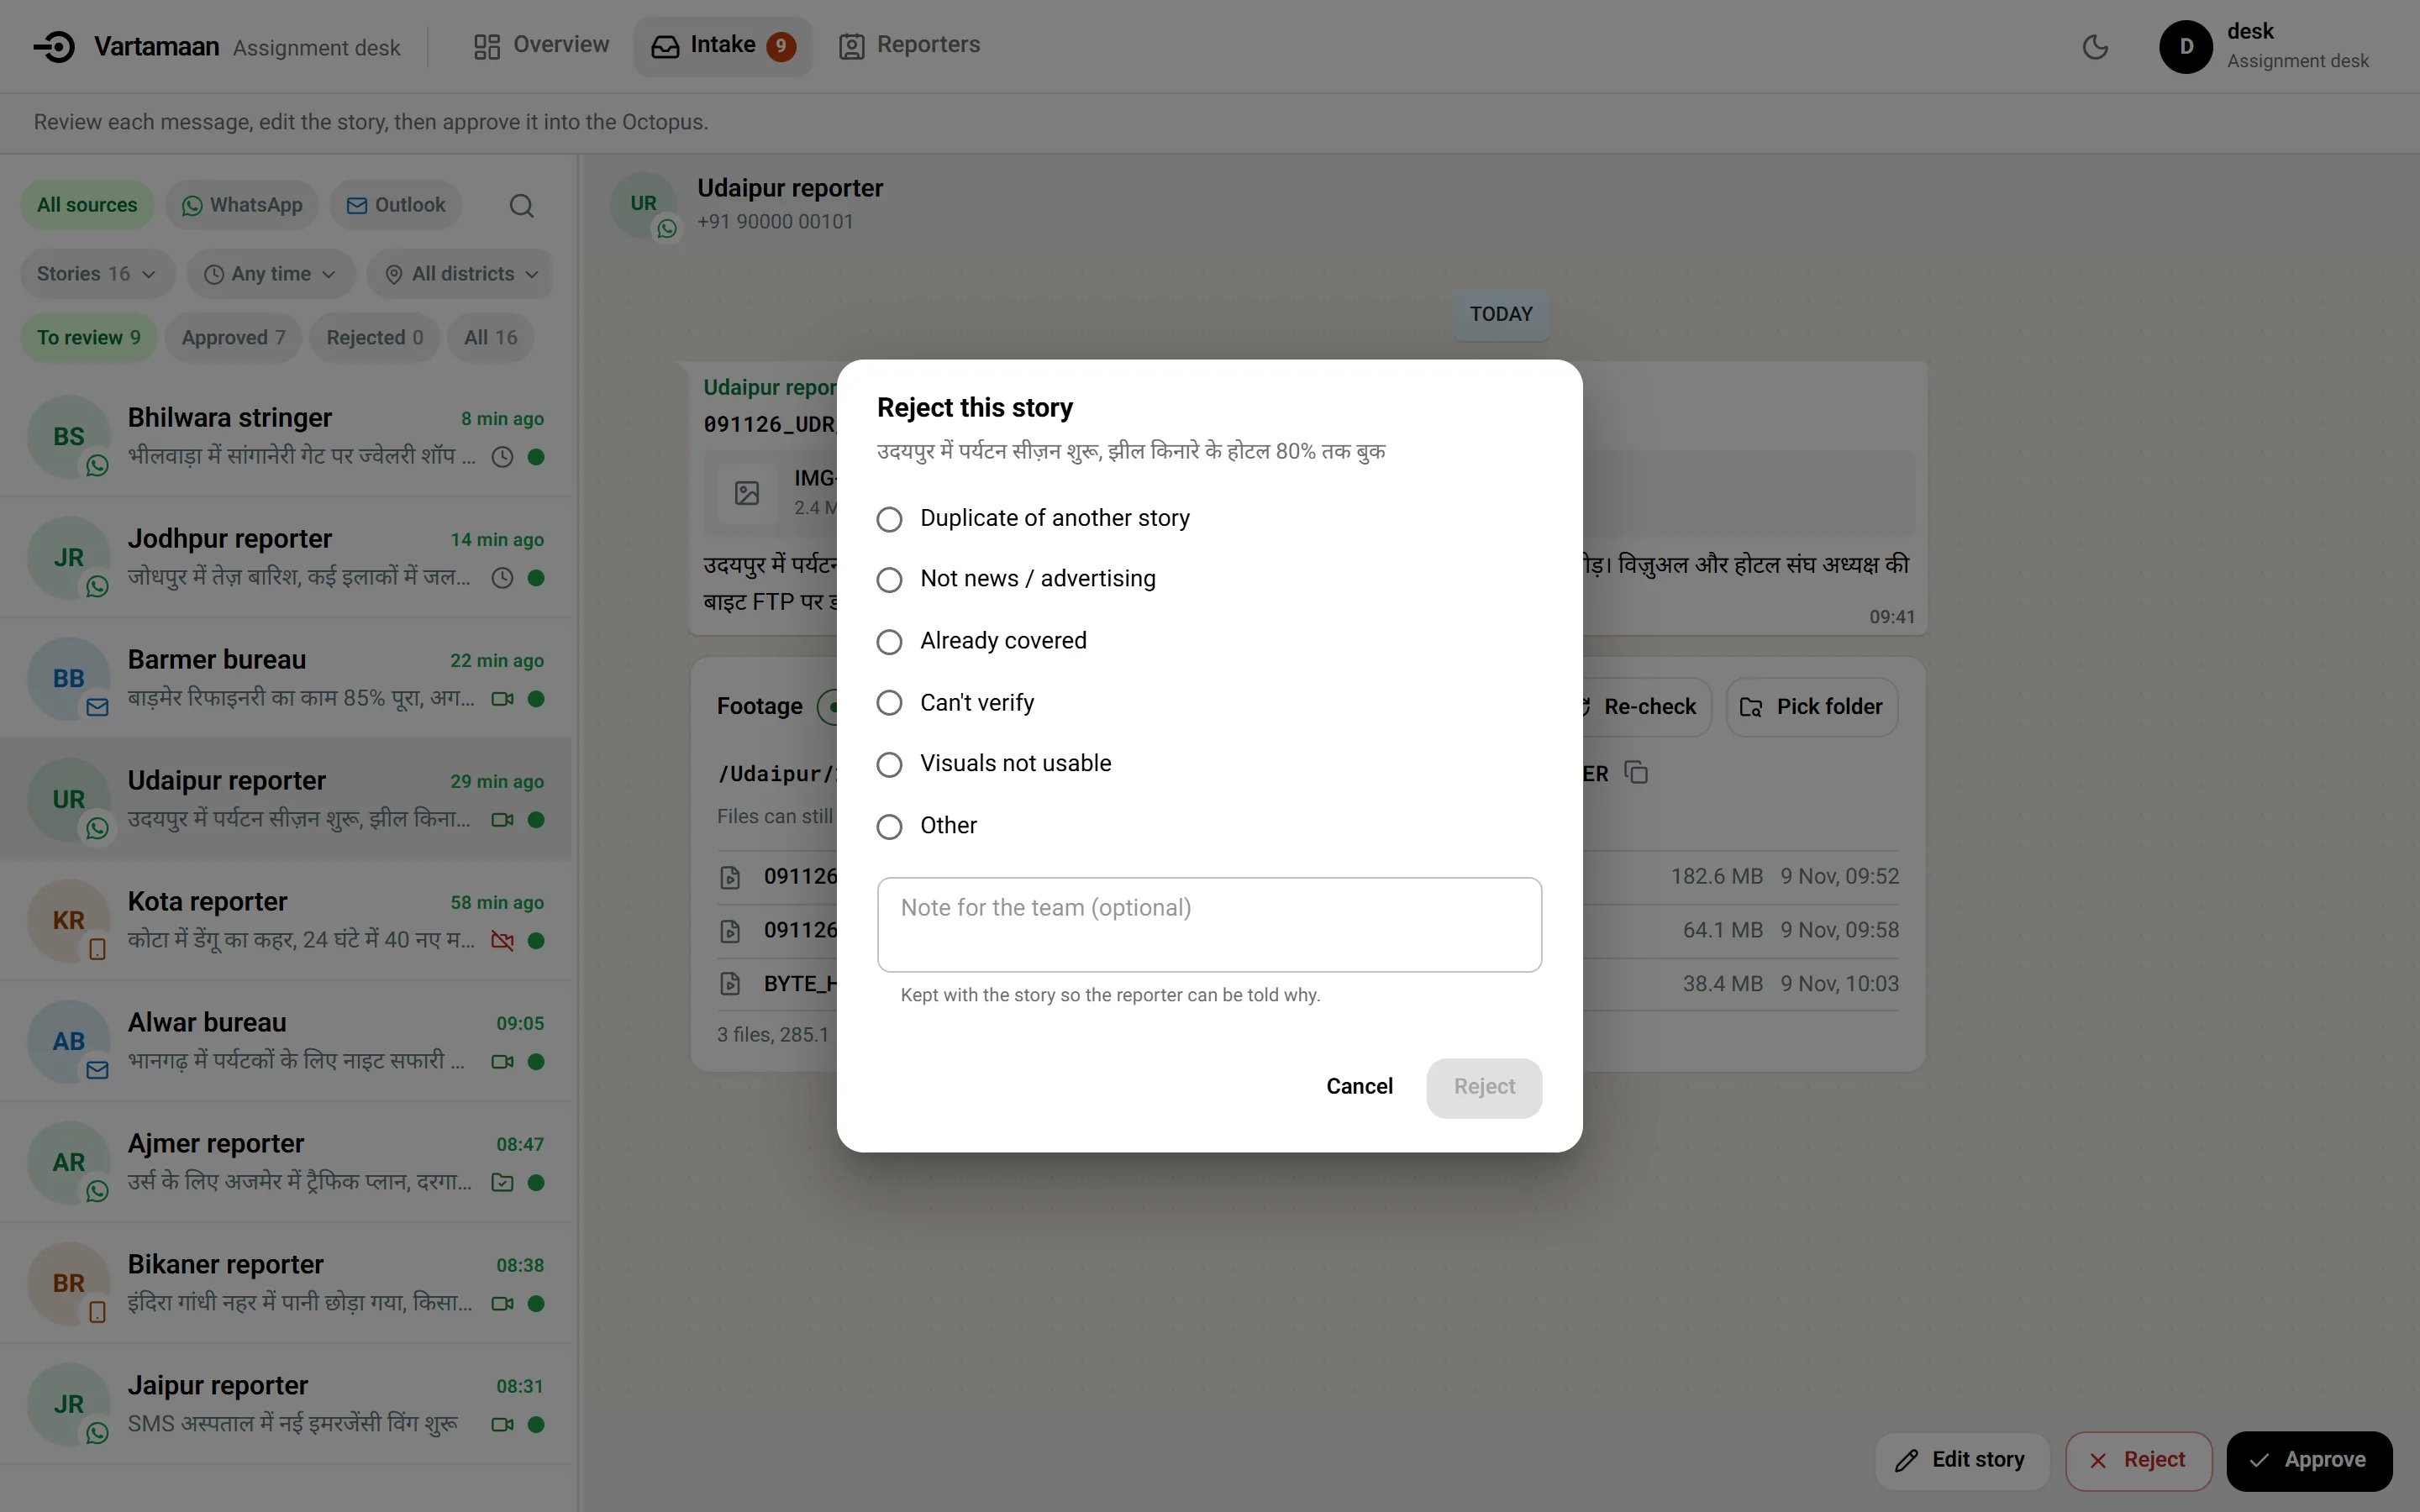 Vartamaan Assignment desk
Overview
Intake 9
Reporters
D
desk
Assignment desk
Review each message, edit the story, then approve it into the Octopus.
All sources
WhatsApp
Outlook
Stories 16
Any time
All districts
To review 9
Approved 7
Rejected 0
All 16
BS
Bhilwara stringer
8 min ago
भीलवाड़ा में सांगानेरी गेट पर ज्वेलरी शॉप ...
JR
Jodhpur reporter
14 min ago
जोधपुर में तेज़ बारिश, कई इलाकों में जल...
BB
Barmer bureau
22 min ago
बाड़मेर रिफाइनरी का काम 85% पूरा, अग...
UR
Udaipur reporter
29 min ago
उदयपुर में पर्यटन सीज़न शुरू, झील किना...
KR
Kota reporter
58 min ago
कोटा में डेंगू का कहर, 24 घंटे में 40 नए म...
AB
Alwar bureau
09:05
भानगढ़ में पर्यटकों के लिए नाइट सफारी ...
AR
Ajmer reporter
08:47
उर्स के लिए अजमेर में ट्रैफिक प्लान, दरगा...
BR
Bikaner reporter
08:38
इंदिरा गांधी नहर में पानी छोड़ा गया, किसा...
JR
Jaipur reporter
08:31
SMS अस्पताल में नई इमरजेंसी विंग शुरू
UR
Udaipur reporter
+91 90000 00101
TODAY
Udaipur repor
091126_UDR
IMG-
2.4 M
उदयपुर में पर्यटन
ोड़। विज़ुअल और होटल संघ अध्यक्ष की
बाइट FTP पर
09:41
Footage
Re-check
Pick folder
/Udaipur/
ER
Files can still
091126
182.6 MB 9 Nov, 09:52
091126
64.1 MB 9 Nov, 09:58
BYTE_H
38.4 MB 9 Nov, 10:03
3 files, 285.1
Reject this story
उदयपुर में पर्यटन सीज़न शुरू, झील किनारे के होटल 80% तक बुक
Duplicate of another story
Not news / advertising
Already covered
Can't verify
Visuals not usable
Other
Note for the team (optional)
Kept with the story so the reporter can be told why.
Cancel
Reject
Edit story
Reject
Approve